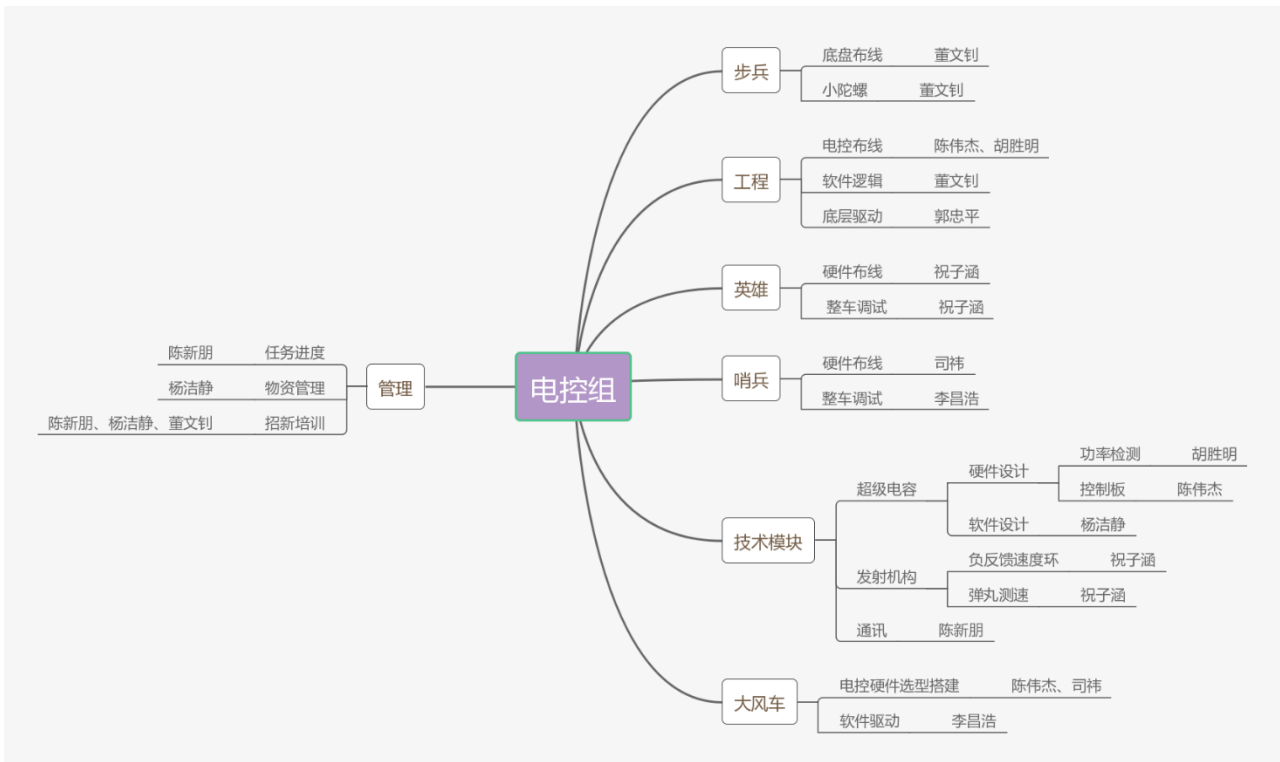 电控组
步兵
底盘布线 董文钊
小陀螺 董文钊
工程
电控布线 陈伟杰、胡胜明
软件逻辑 董文钊
底层驱动 郭忠平
英雄
硬件布线 祝子涵
整车调试 祝子涵
哨兵
硬件布线 司祎
整车调试 李昌浩
技术模块
超级电容
硬件设计
功率检测 胡胜明
控制板 陈伟杰
软件设计 杨洁静
发射机构
负反馈速度环 祝子涵
弹丸测速 祝子涵
通讯 陈新朋
大风车
电控硬件选型搭建 陈伟杰、司祎
软件驱动 李昌浩
管理
陈新朋 任务进度
杨洁静 物资管理
陈新朋、杨洁静、董文钊 招新培训